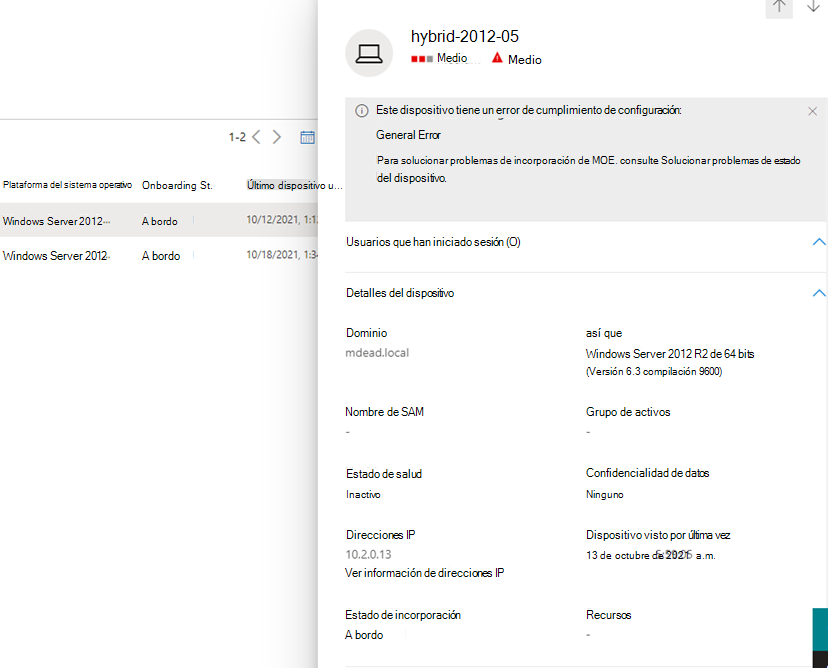 1-2
Plataforma del sistema operativo Onboarding St. Último dispositivo u...
Windows Server 2012... A bordo 10/12/2021, 1:1
Windows Server 2012. A bordo 10/18/2021, 1:34
hybrid-2012-05
Medio Medio
Este dispositivo tiene un error de cumplimiento de configuración:
General Error
Para solucionar problemas de incorporación de MOE. consulte Solucionar problemas de estado
del dispositivo.
Usuarios que han iniciado sesión (O)
Detalles del dispositivo
Dominio así que
mdead.local Windows Server 2012 R2 de 64 bits
(Versión 6.3 compilación 9600)
Nombre de SAM Grupo de activos
- -
Estado de salud Confidencialidad de datos
Inactivo Ninguno
Direcciones IP Dispositivo visto por última vez
10.2.0.13 13 de octubre de 2021 a.m.
Ver información de direcciones IP
Estado de incorporación Recursos
A bordo -